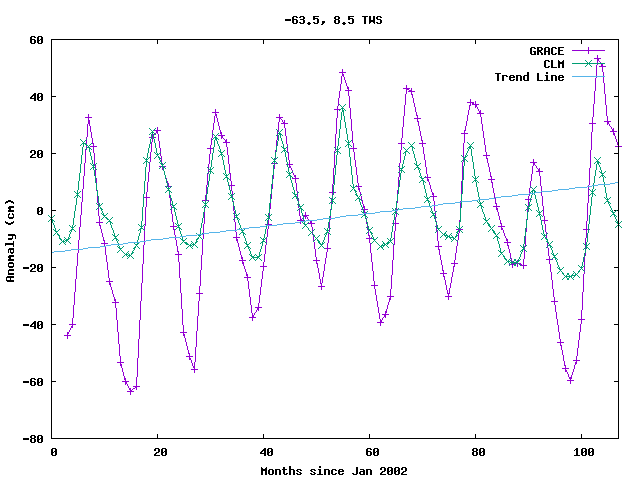 -63.5, 8.5 TWS
GRACE
CLM
Trend Line
60
40
20
0
-20
-40
-60
-80
Anomaly (cm)
0 20 40 60 80 100
Months since Jan 2002